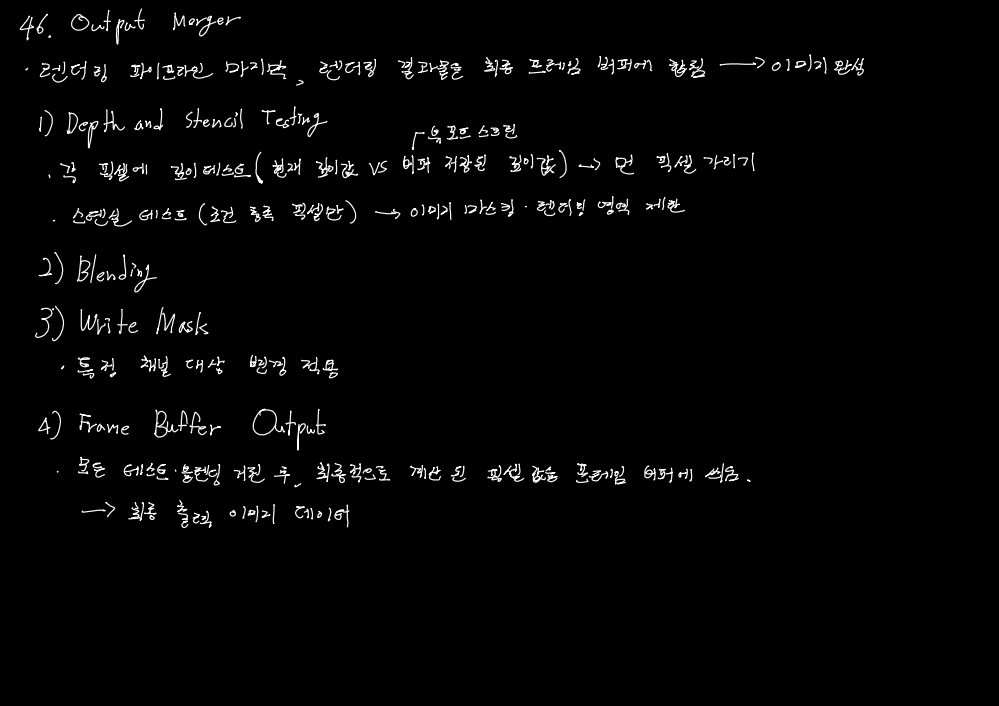 46. Output Merger
· 렌더링 파이프라인 마지막, 렌더링 결과물을 최종 프레임 버퍼에 합침 → 이미지 완성
1) Depth and Stencil Testing
뷰포트 스크린
· 각 픽셀에 깊이테스트(현재 깊이값 VS 버퍼 저장된 깊이값) → 먼 픽셀 가리기
· 스텐실 테스트 (조건 충족 픽셀만) → 이미지 마스킹 · 렌더링 영역 제한
2) Blending
3) Write Mask
· 특정 채널 대상 변경 적용
4) Frame Buffer Output
· 모든 테스트·블렌딩 거친 후, 최종적으로 계산 된 픽셀 값을 프레임 버퍼에 씌움.
→ 최종 출력 이미지 데이터